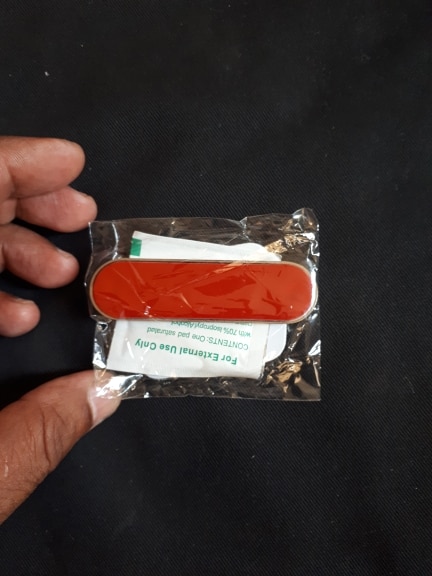 For External Use Only
CONTENTS: One pad saturated
with 70% Isopropyl Alcohol